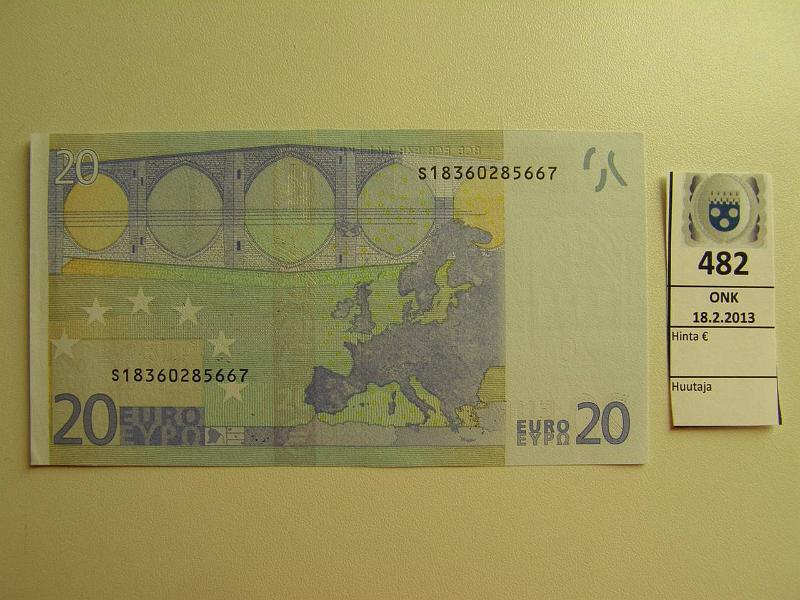 20
S18360285667
S18360285667
20 EURO
ΕΥΡΩ
EURO
ΕΥΡΩ 20
482
ONK
18.2.2013
Hinta €
Huutaja